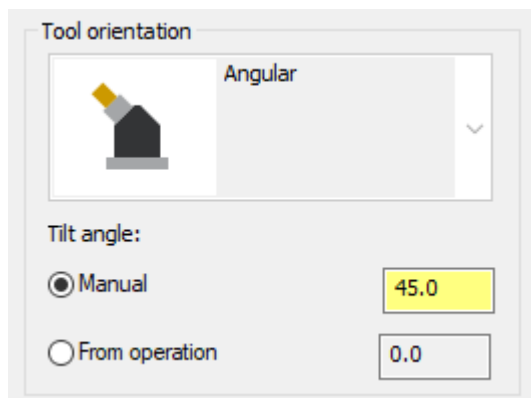 Tool orientation
Angular
Tilt angle:
Manual
45.0
From operation
0.0